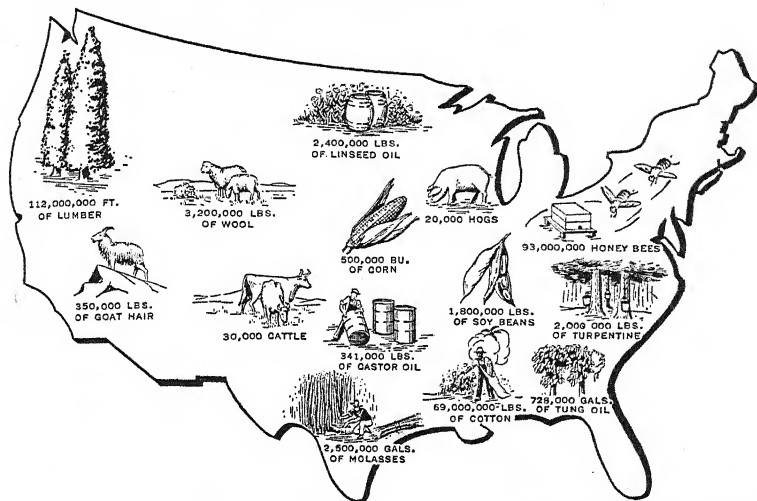 2,400,000 LBS.
OF LINSEED OIL
112,000,000 FT.
OF LUMBER
3,200,000 LBS.
OF WOOL
20,000 HOGS
93,000,000 HONEY BEES
500,000 BU.
OF CORN
350,000 LBS.
OF GOAT HAIR
30,000 CATTLE
341,000 LBS.
OF CASTOR OIL
1,800,000 LBS.
OF SOY BEANS
2,000 000 LBS.
OF TURPENTINE
2,500,000 GALS.
OF MOLASSES
69,000,000 LBS.
OF COTTON
728,000 GALS.
OF TUNG OIL